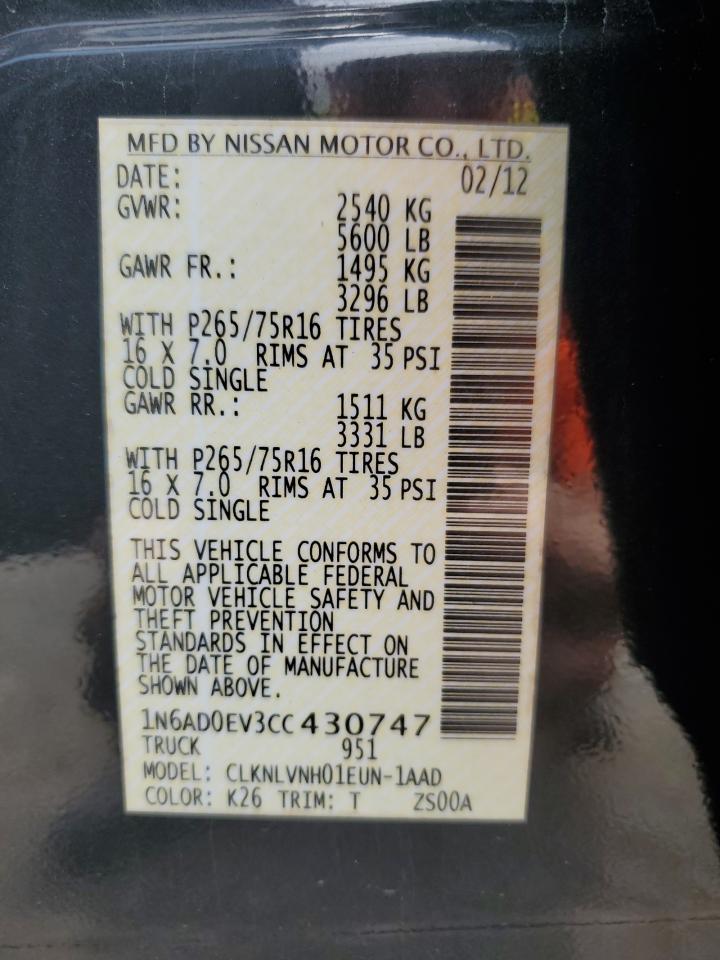 MFD BY NISSAN MOTOR CO., LTD.
DATE: 02/12
GVWR: 2540 KG
5600 LB
GAWR FR.: 1495 KG
3296 LB
WITH P265/75R16 TIRES
16 X 7.0 RIMS AT 35 PSI
COLD SINGLE
GAWR RR.: 1511 KG
3331 LB
WITH P265/75R16 TIRES
16 X 7.0 RIMS AT 35 PSI
COLD SINGLE
THIS VEHICLE CONFORMS TO
ALL APPLICABLE FEDERAL
MOTOR VEHICLE SAFETY AND
THEFT PREVENTION
STANDARDS IN EFFECT ON
THE DATE OF MANUFACTURE
SHOWN ABOVE.
1N6AD0EV3CC430747
TRUCK 951
MODEL: CLKNLVNH01EUN-1AAD
COLOR: K26 TRIM: T ZS00A